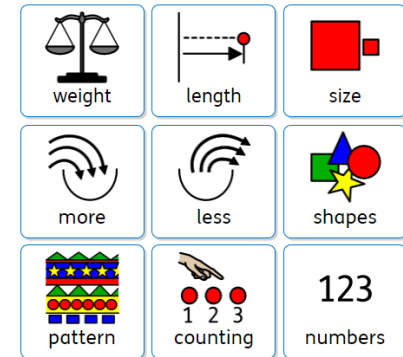 weight
length
size
more
less
shapes
pattern
1 2 3
counting
123
numbers